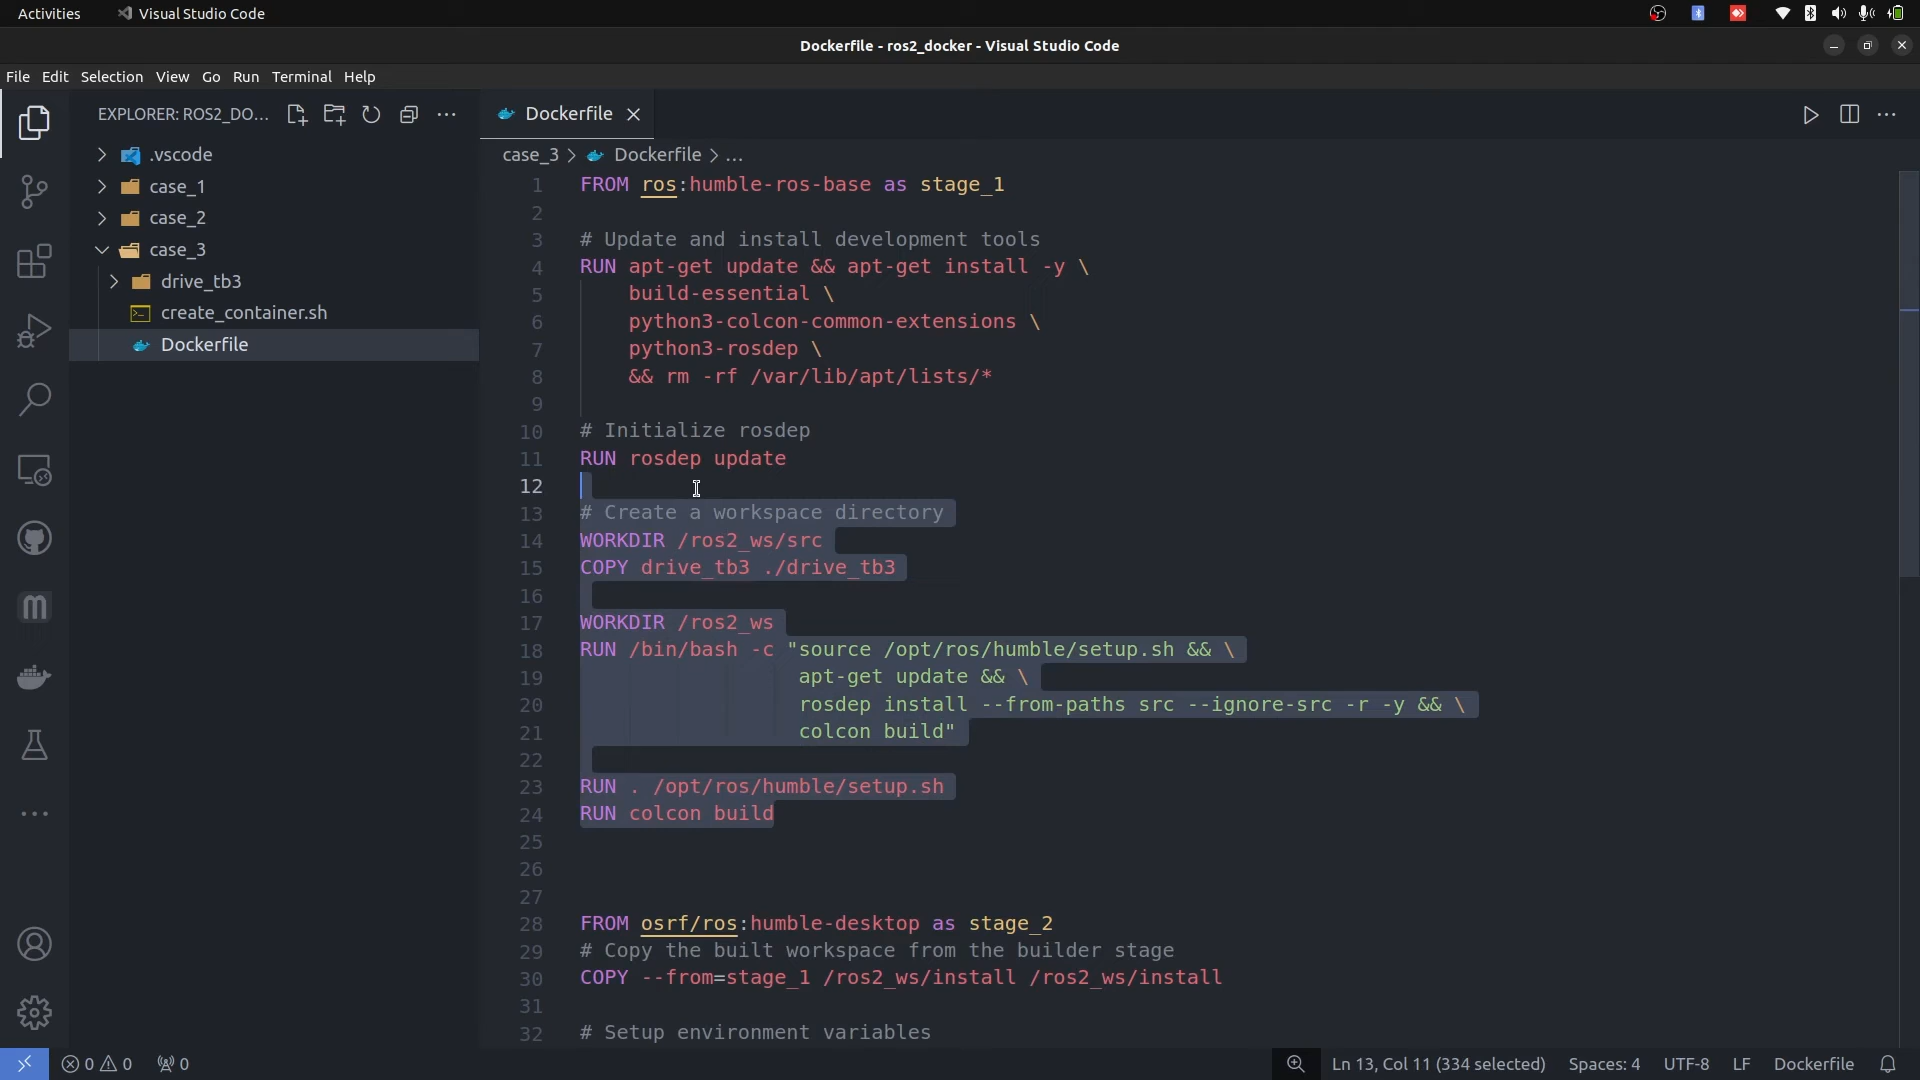 Activities
Visual Studio Code
Dockerfile - ros2_docker - Visual Studio Code
File Edit Selection View Go Run Terminal Help
EXPLORER: ROS2_DO...
.vscode
case_1
case_2
case_3
drive_tb3
create_container.sh
Dockerfile
Dockerfile
case_3 > Dockerfile > ...
1 FROM ros:humble-ros-base as stage_1
2
3 # Update and install development tools
4 RUN apt-get update && apt-get install -y \
5 build-essential \
6 python3-colcon-common-extensions \
7 python3-rosdep \
8 && rm -rf /var/lib/apt/lists/*
9
10 # Initialize rosdep
11 RUN rosdep update
12
13 # Create a workspace directory
14 WORKDIR /ros2_ws/src
15 COPY drive_tb3 ./drive_tb3
16
17 WORKDIR /ros2_ws
18 RUN /bin/bash -c "source /opt/ros/humble/setup.sh && \
19 apt-get update && \
20 rosdep install --from-paths src --ignore-src -r -y && \
21 colcon build"
22
23 RUN . /opt/ros/humble/setup.sh
24 RUN colcon build
25
26
27
28 FROM osrf/ros:humble-desktop as stage_2
29 # Copy the built workspace from the builder stage
30 COPY --from=stage_1 /ros2_ws/install /ros2_ws/install
31
32 # Setup environment variables
0 0 0
Ln 13, Col 11 (334 selected) Spaces: 4 UTF-8 LF Dockerfile